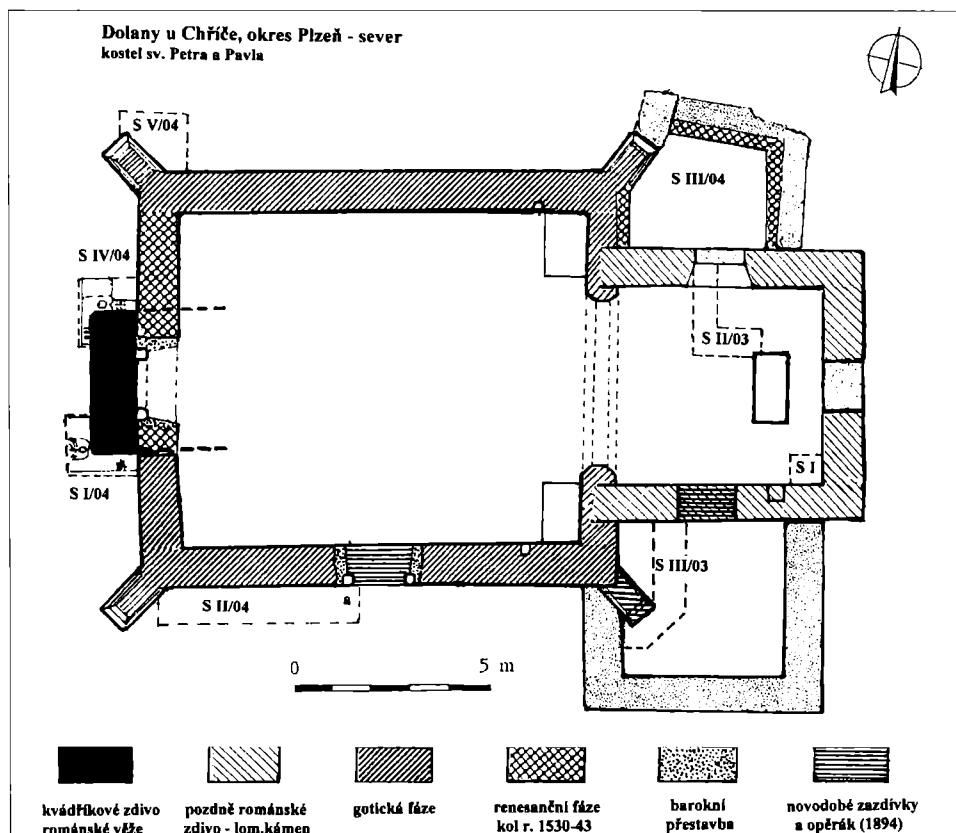 Dolany u Chříče, okres Plzeň - sever
kostel sv. Petra a Pavla
S V/04
S III/04
S IV/04
S II/03
S I
S I/04
S III/03
S II/04
a
0 5 m
kvádříkové zdivo
románské věže
pozdně románské
zdivo - lom.kámen
gotická fáze
renesanční fáze
kol r. 1530-43
barokní
přestavba
novodobé zazdívky
a opěrák (1894)